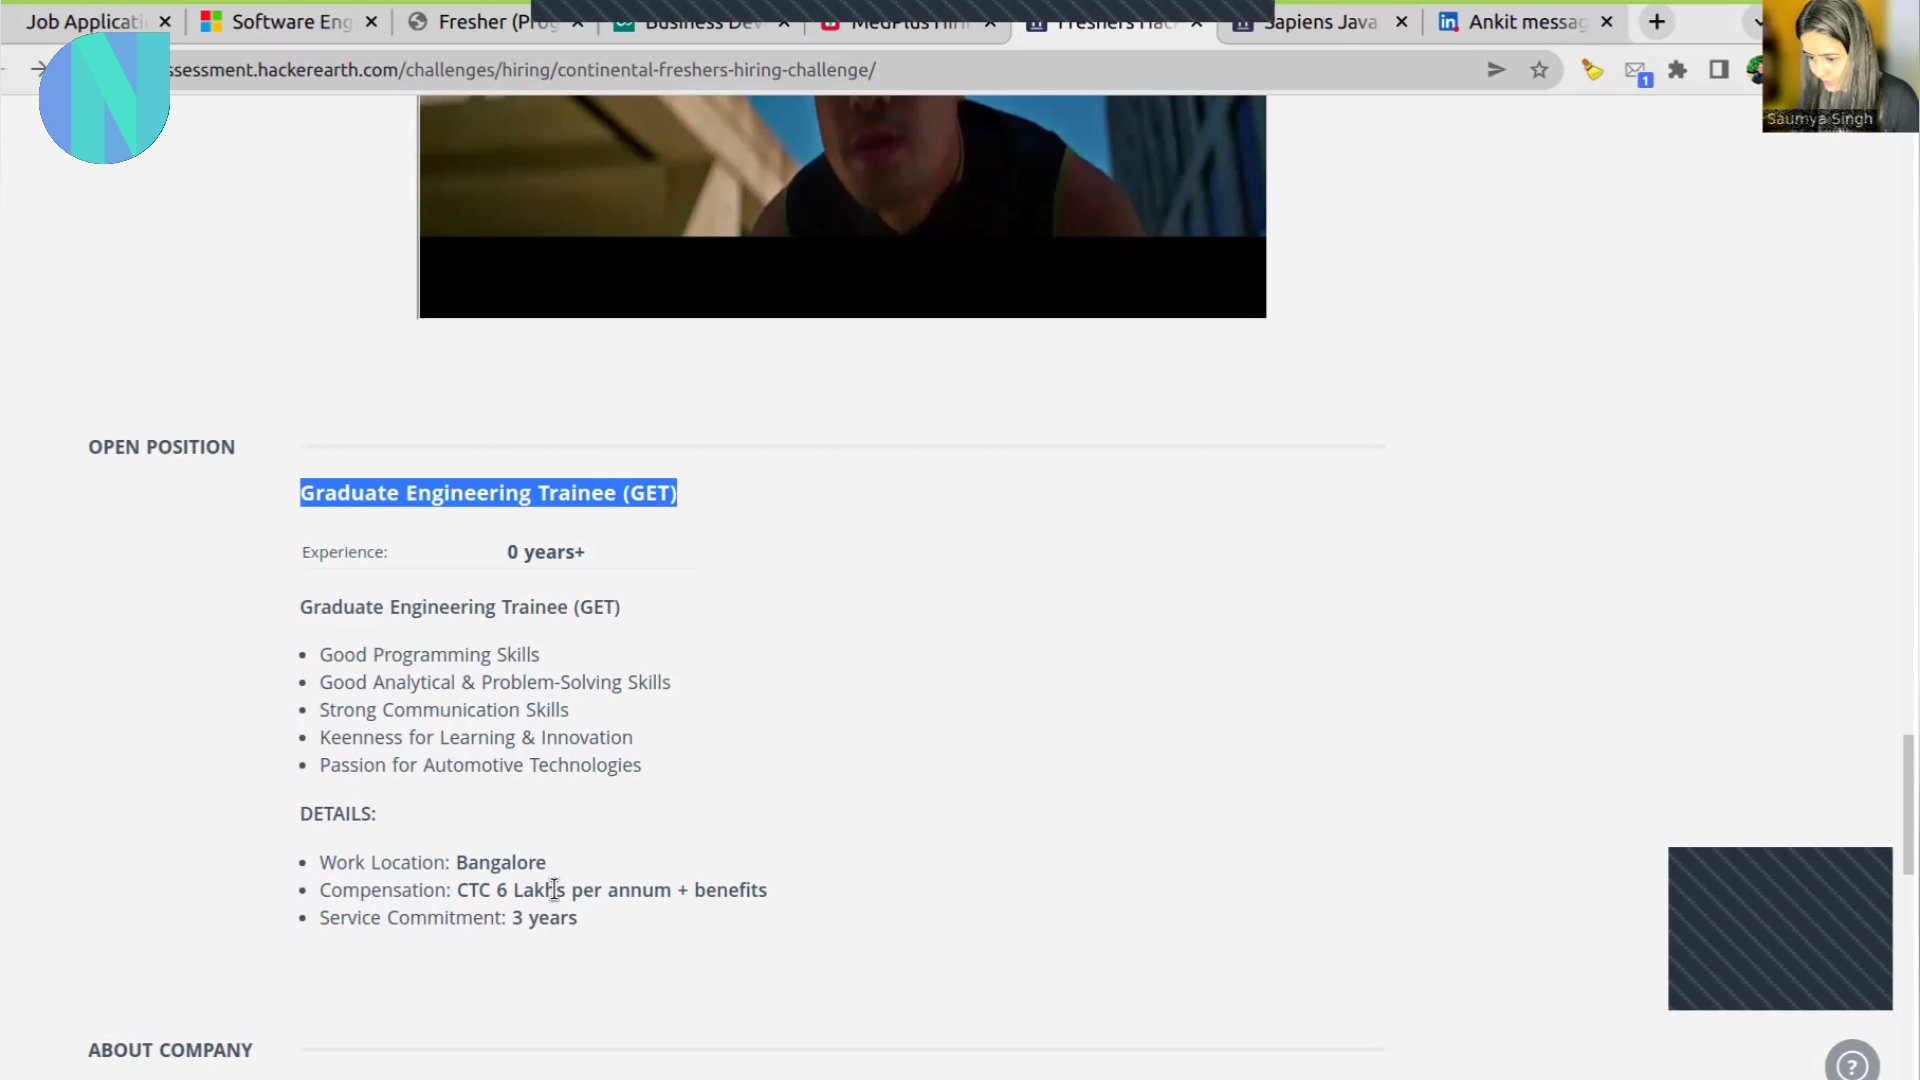 Job Applicati
Software Eng
Fresher (Prog
Business Dev
MedPlus Hiri
Freshers Hac
Sapiens Java
Ankit messag
ssessment.hackerearth.com/challenges/hiring/continental-freshers-hiring-challenge/
1
N
Saumya Singh
OPEN POSITION
Graduate Engineering Trainee (GET)
Experience: 0 years+
Graduate Engineering Trainee (GET)
• Good Programming Skills
• Good Analytical & Problem-Solving Skills
• Strong Communication Skills
• Keenness for Learning & Innovation
• Passion for Automotive Technologies
DETAILS:
• Work Location: Bangalore
• Compensation: CTC 6 Lakhs per annum + benefits
• Service Commitment: 3 years
ABOUT COMPANY
?